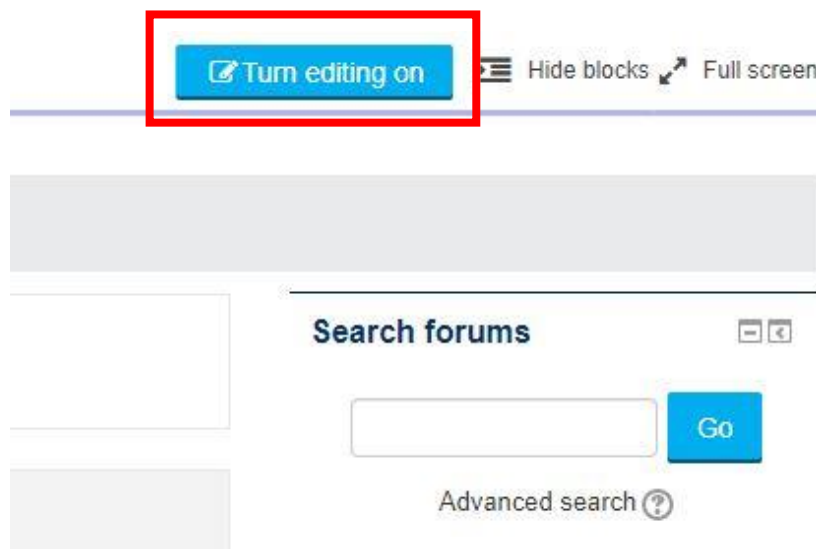 Turn editing on Hide blocks Full screen
Search forums
Go
Advanced search